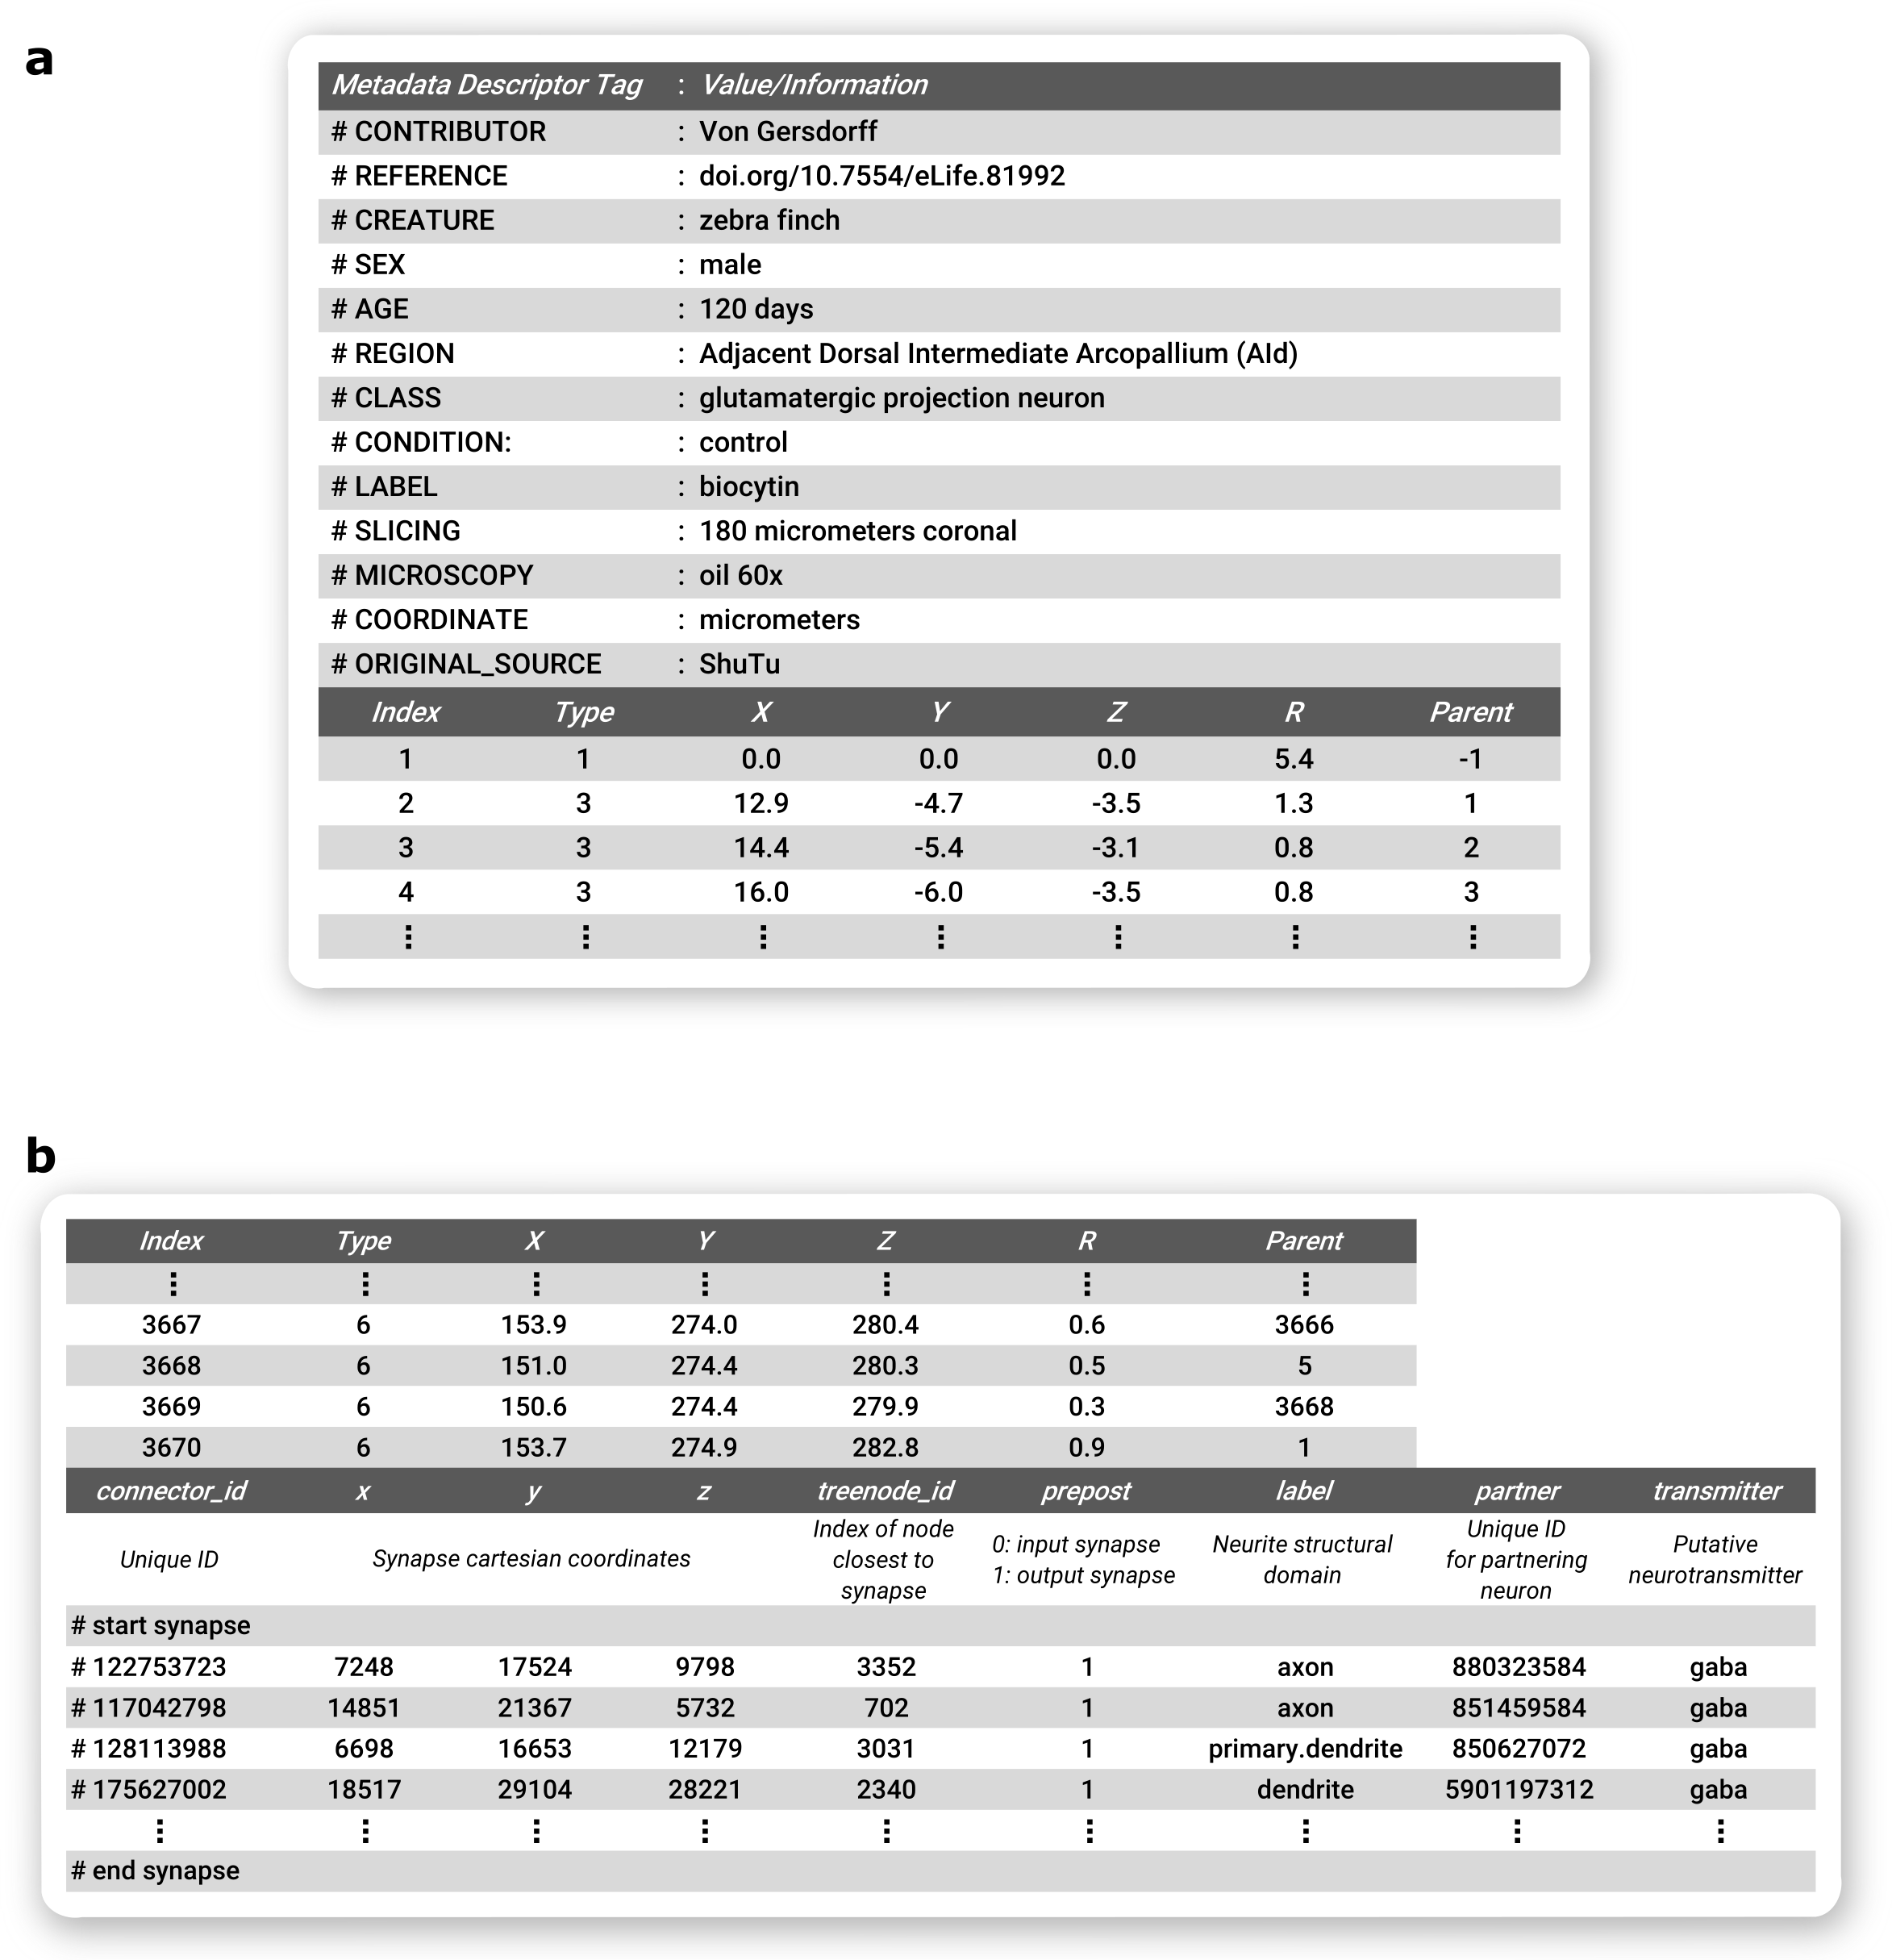 a
Metadata Descriptor Tag : Value/Information
# CONTRIBUTOR : Von Gersdorff
# REFERENCE : doi.org/10.7554/eLife.81992
# CREATURE : zebra finch
# SEX : male
# AGE : 120 days
# REGION : Adjacent Dorsal Intermediate Arcopallium (AId)
# CLASS : glutamatergic projection neuron
# CONDITION: : control
# LABEL : biocytin
# SLICING : 180 micrometers coronal
# MICROSCOPY : oil 60x
# COORDINATE : micrometers
# ORIGINAL_SOURCE : ShuTu
Index Type X Y Z R Parent
1 1 0.0 0.0 0.0 5.4 -1
2 3 12.9 -4.7 -3.5 1.3 1
3 3 14.4 -5.4 -3.1 0.8 2
4 3 16.0 -6.0 -3.5 0.8 3
⋮ ⋮ ⋮ ⋮ ⋮ ⋮ ⋮
b
Index Type X Y Z R Parent
⋮ ⋮ ⋮ ⋮ ⋮ ⋮ ⋮
3667 6 153.9 274.0 280.4 0.6 3666
3668 6 151.0 274.4 280.3 0.5 5
3669 6 150.6 274.4 279.9 0.3 3668
3670 6 153.7 274.9 282.8 0.9 1
connector_id x y z treenode_id prepost label partner transmitter
Unique ID
Synapse cartesian coordinates
Index of node
closest to
synapse
0: input synapse
1: output synapse
Neurite structural
domain
Unique ID
for partnering
neuron
Putative
neurotransmitter
# start synapse
# 122753723 7248 17524 9798 3352 1 axon 880323584 gaba
# 117042798 14851 21367 5732 702 1 axon 851459584 gaba
# 128113988 6698 16653 12179 3031 1 primary.dendrite 850627072 gaba
# 175627002 18517 29104 28221 2340 1 dendrite 5901197312 gaba
⋮ ⋮ ⋮ ⋮ ⋮ ⋮ ⋮ ⋮ ⋮
# end synapse